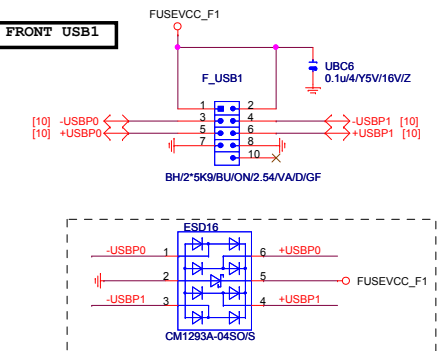 FRONT USB1
FUSEVCC_F1
UBC6
0.1u/4/Y5V/16V/Z
F_USB1
1 2
[10] -USBP0 3 4 -USBP1 [10]
[10] +USBP0 5 6 +USBP1 [10]
7 8
10
BH/2*5K9/BU/ON/2.54/VA/D/GF
ESD16
-USBP0 1 6 +USBP0
2 5 FUSEVCC_F1
-USBP1 3 4 +USBP1
CM1293A-04SO/S